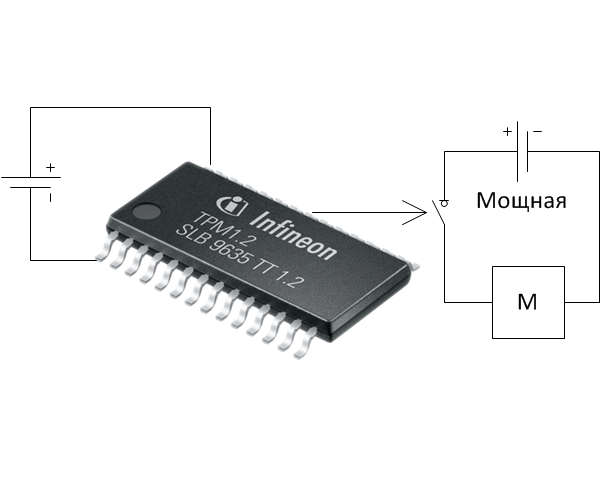 +
-
Infineon
TPM1.2
SLB 9635 TT 1.2
+ -
Мощная
М